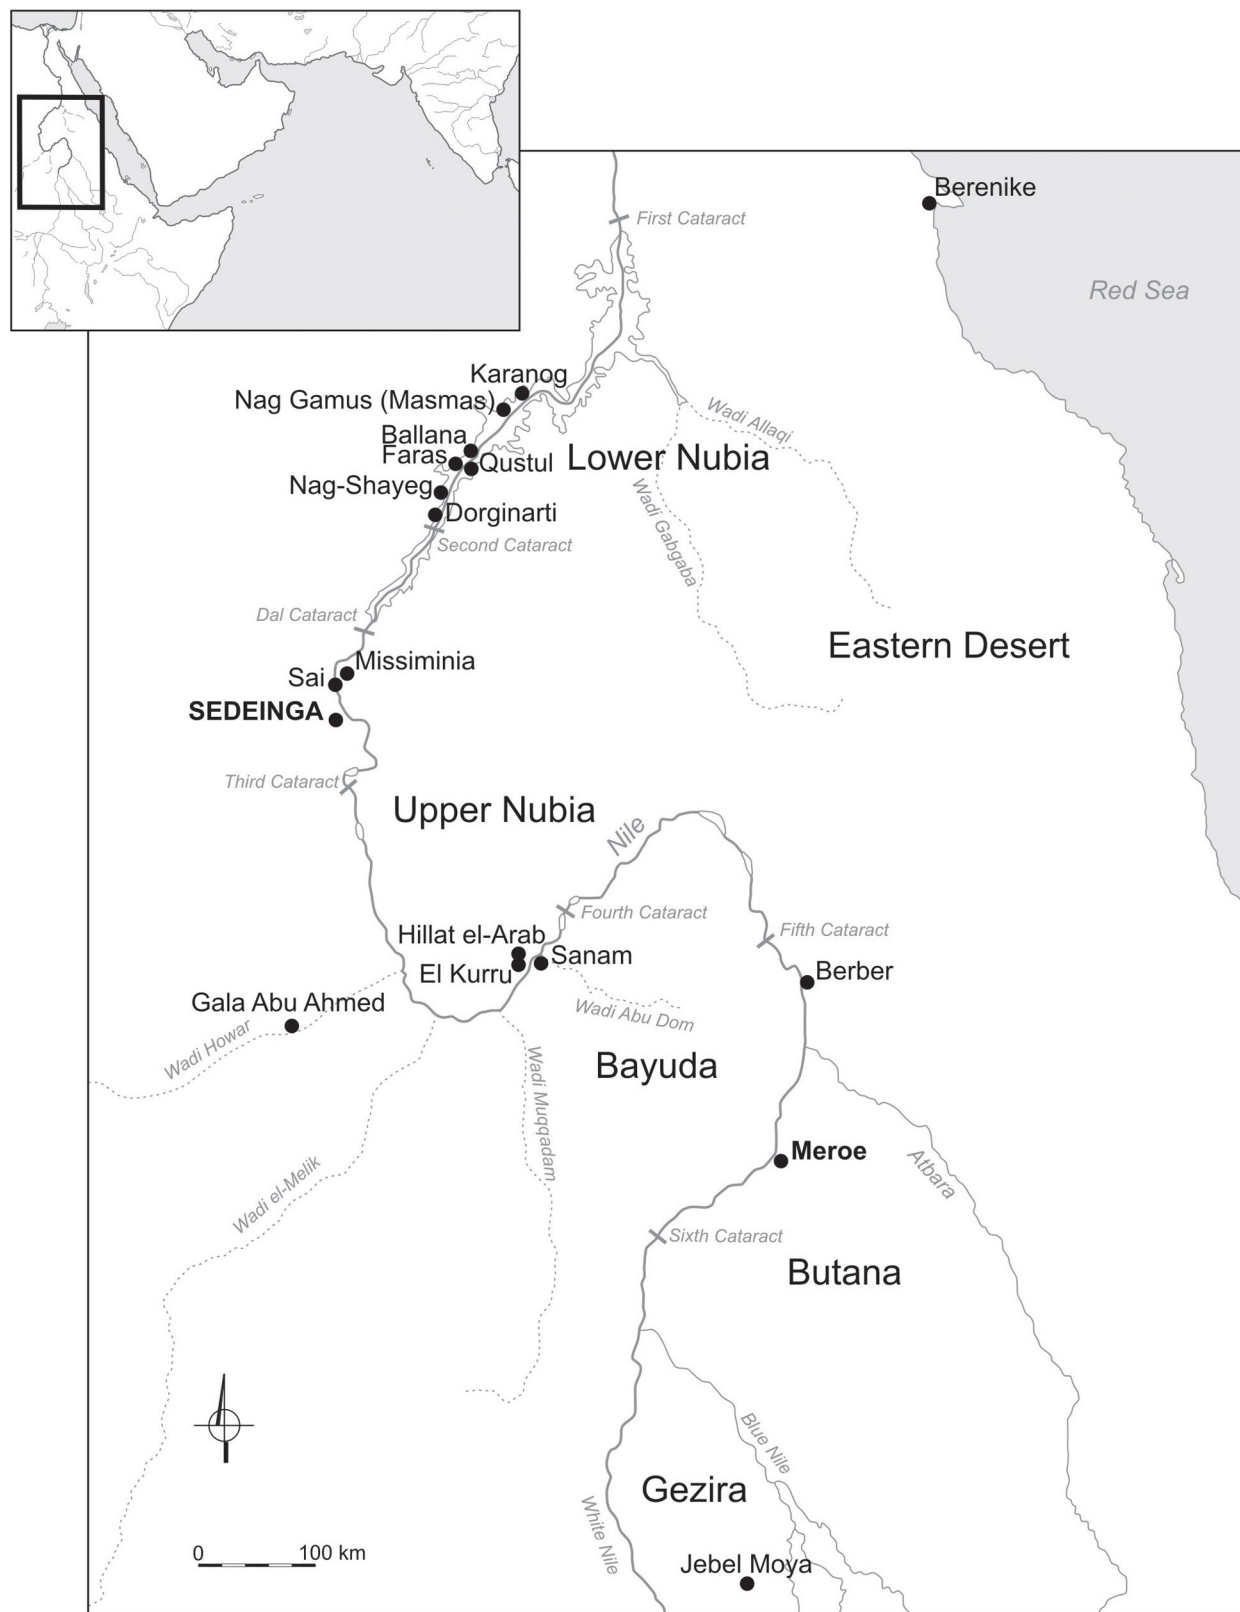 Berenike
First Cataract
Red Sea
Karanog
Nag Gamus (Masmas)
Wadi Allaqi
Ballana
Faras
Qustul
Lower Nubia
Nag-Shayeg
Wadi Gabgaba
Dorginarti
Second Cataract
Dal Cataract
Eastern Desert
Missiminia
Sai
SEDEINGA
Third Cataract
Upper Nubia
Nile
Fourth Cataract
Fifth Cataract
Hillat el-Arab
Sanam
El Kurru
Berber
Gala Abu Ahmed
Wadi Abu Dom
Wadi Howar
Bayuda
Wadi Muqqadam
Meroe
Atbara
Wadi el-Melik
Sixth Cataract
Butana
Blue Nile
Gezira
White Nile
0 100 km
Jebel Moya